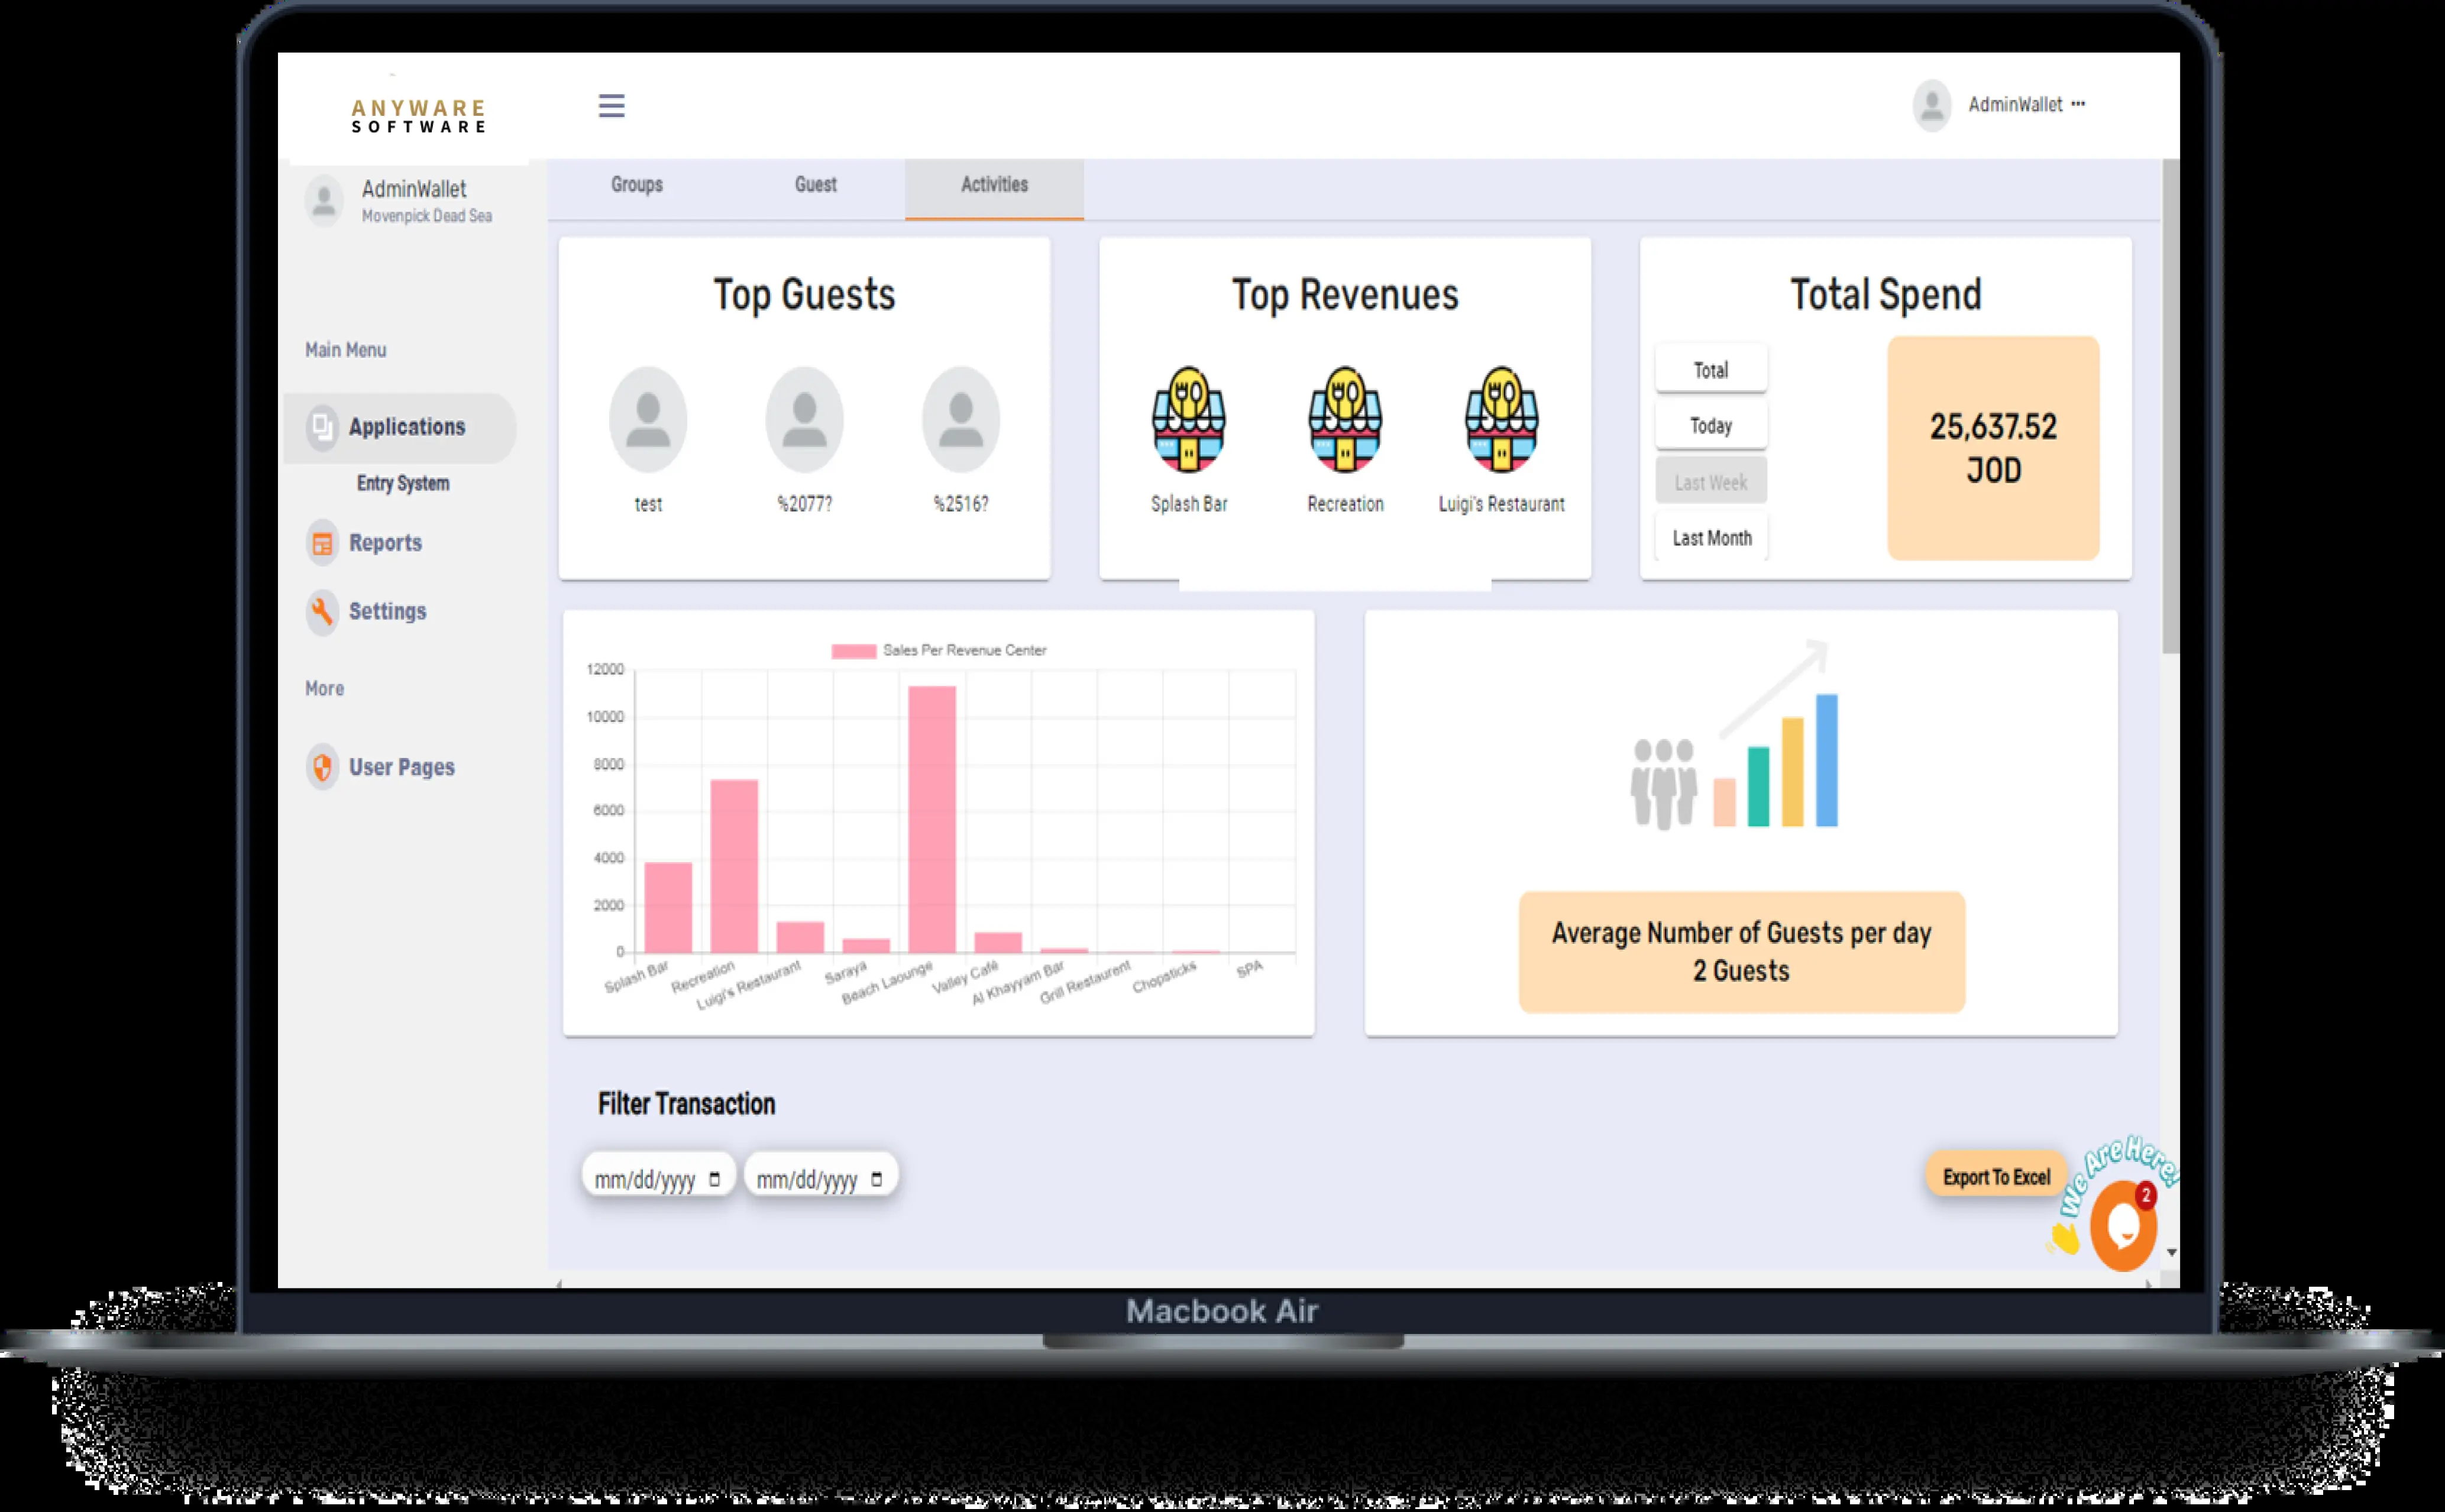 ANYWARE
SOFTWARE
AdminWallet •••
AdminWallet
Movenpick Dead Sea
Main Menu
Applications
Entry System
Reports
Settings
More
User Pages
Groups Guest Activities
Top Guests
test %2077? %2516?
Top Revenues
Splash Bar Recreation Luigi's Restaurant
Total Spend
Total
Today
Last Week
Last Month
25,637.52
JOD
Sales Per Revenue Center
12000
10000
8000
6000
4000
2000
0
Splash Bar
Recreation
Luigi's Restaurant
Saraya
Beach Laounge
Valley Café
Al Khayyam Bar
Grill Restaurent
Chopsticks
SPA
Average Number of Guests per day
2 Guests
Filter Transaction
mm/dd/yyyy mm/dd/yyyy
Export To Excel
We Are Here!
2
Macbook Air